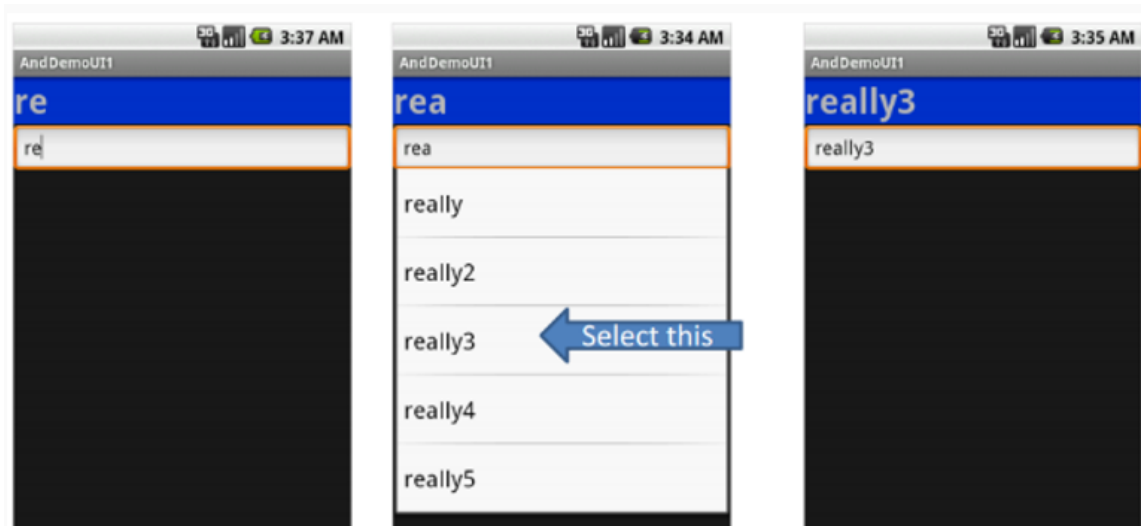 3:37 AM
AndDemoUI1
re
re
3:34 AM
AndDemoUI1
rea
rea
really
really2
really3
Select this
really4
really5
3:35 AM
AndDemoUI1
really3
really3